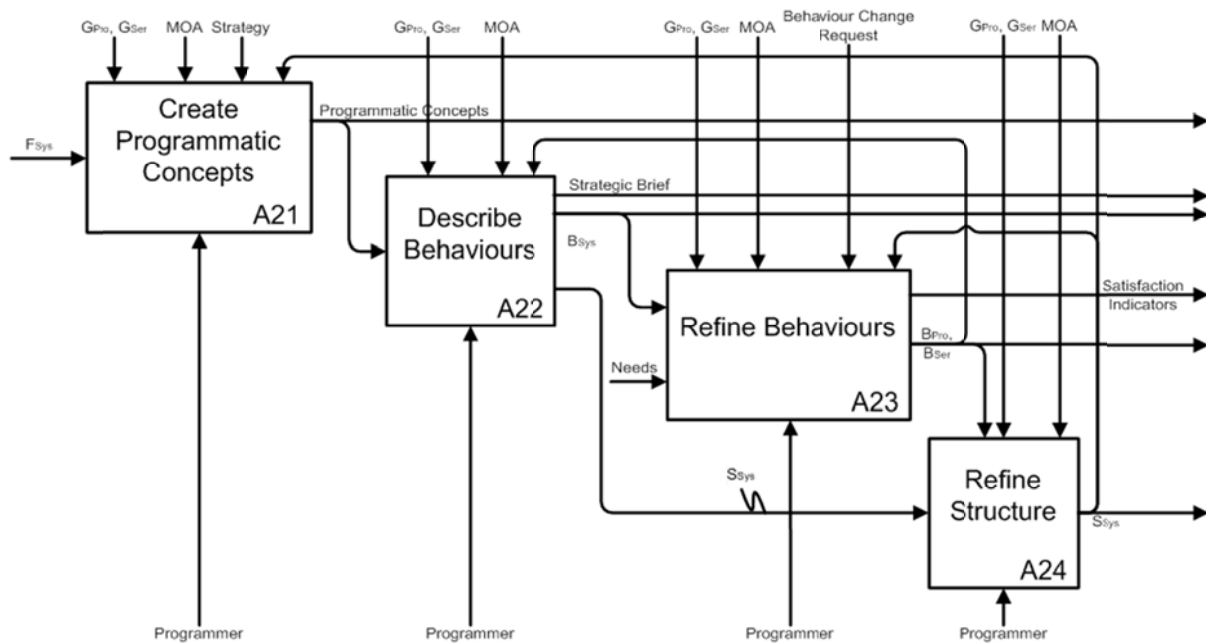 Behaviour Change
Request
GPro, GSer MOA Strategy
GPro, GSer MOA
GPro, GSer MOA
GPro, GSer MOA
Create
Programmatic
Concepts
A21
Programmatic Concepts
FSys
Strategic Brief
Describe
Behaviours
A22
BSys
Satisfaction
Indicators
Refine Behaviours
A23
BPro,
BSer
Needs
SSys
Refine
Structure
A24
SSys
Programmer
Programmer
Programmer
Programmer